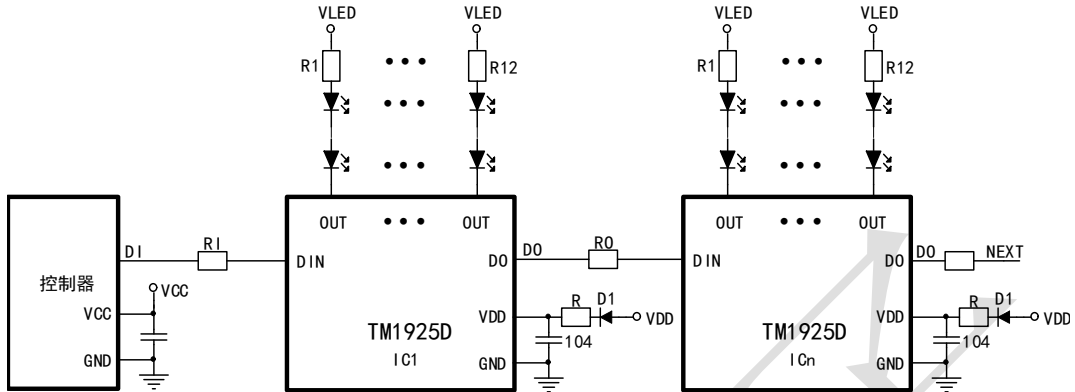 VLED VLED VLED VLED
R1 ••• R12 R1 ••• R12
••• •••
••• •••
OUT ••• OUT OUT ••• OUT
DI RI DIN DO DO RO DIN DO DO NEXT
控制器
VCC
VCC VDD R D1 VDD VDD R D1 VDD
TM1925D 104 TM1925D 104
GND IC1 GND ICn GND